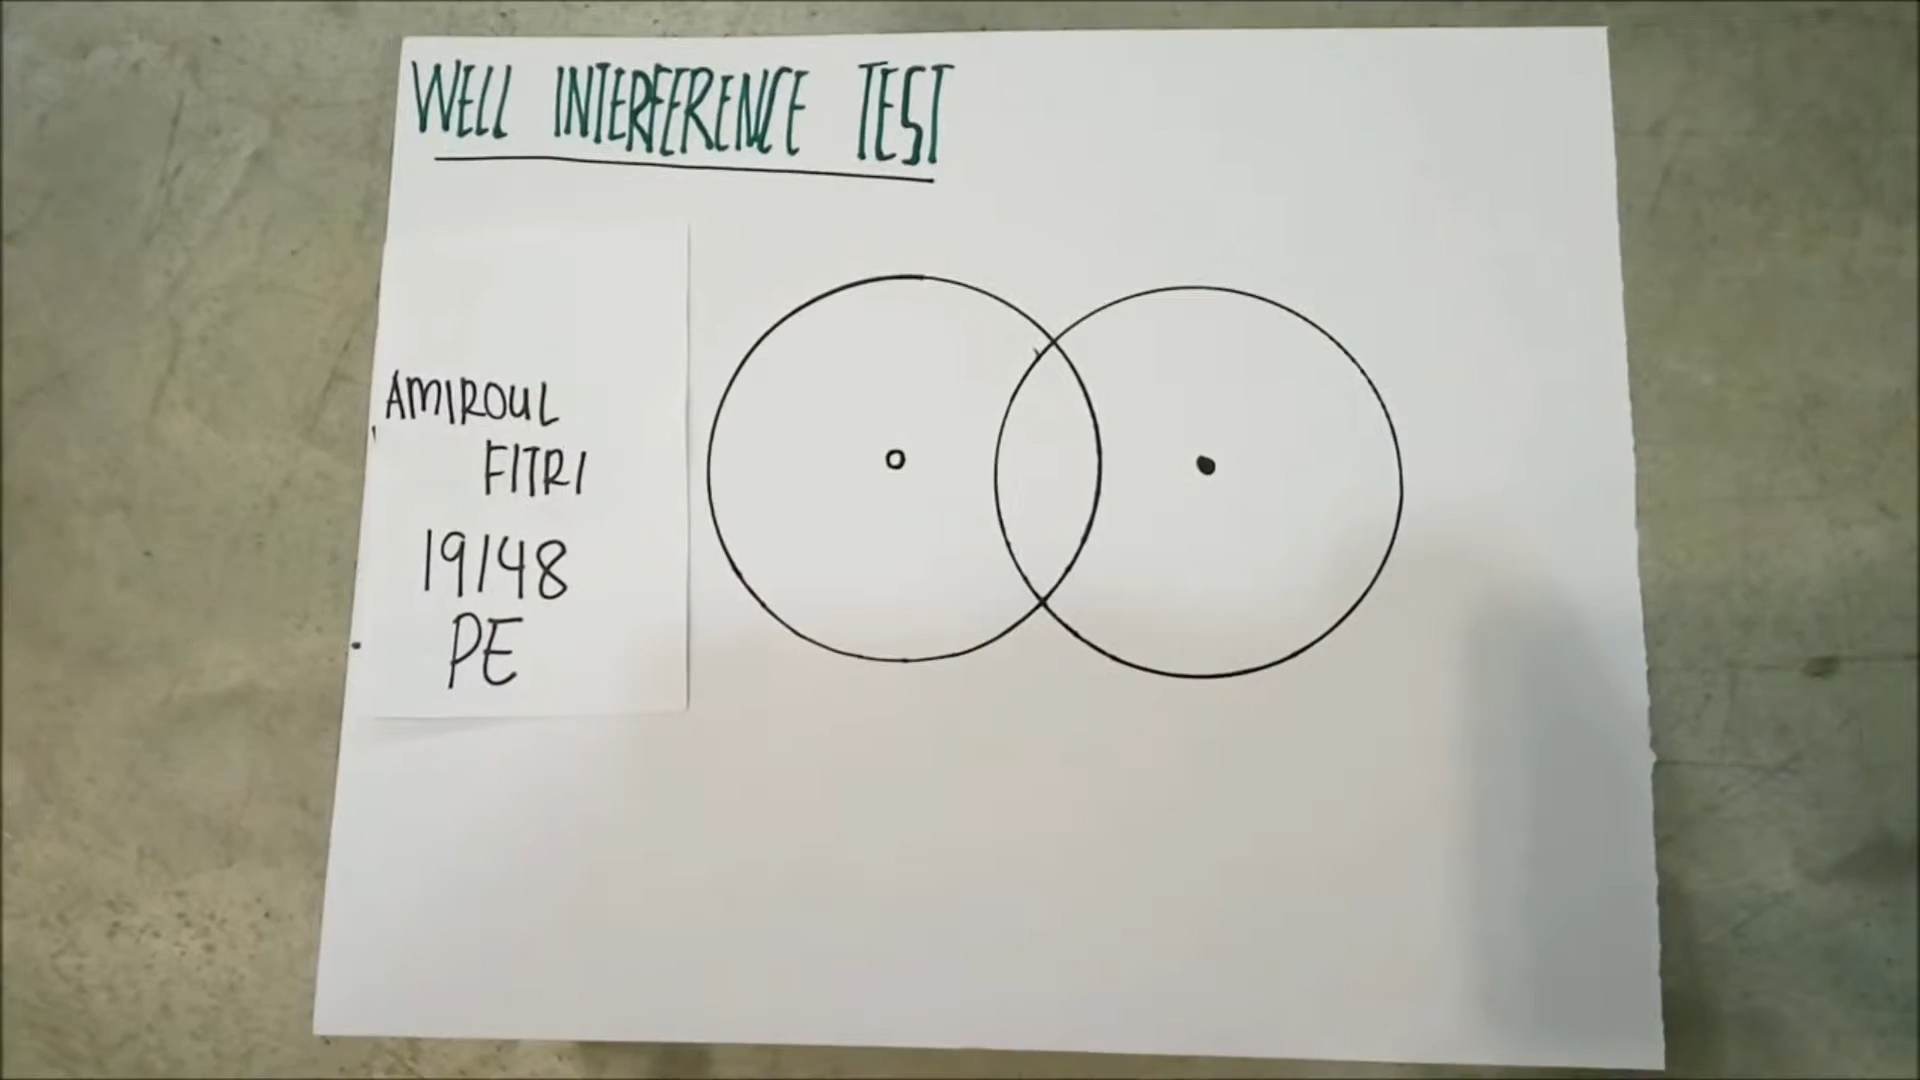 WELL INTERFERENCE TEST
AMIROUL
FITRI
19148
PE